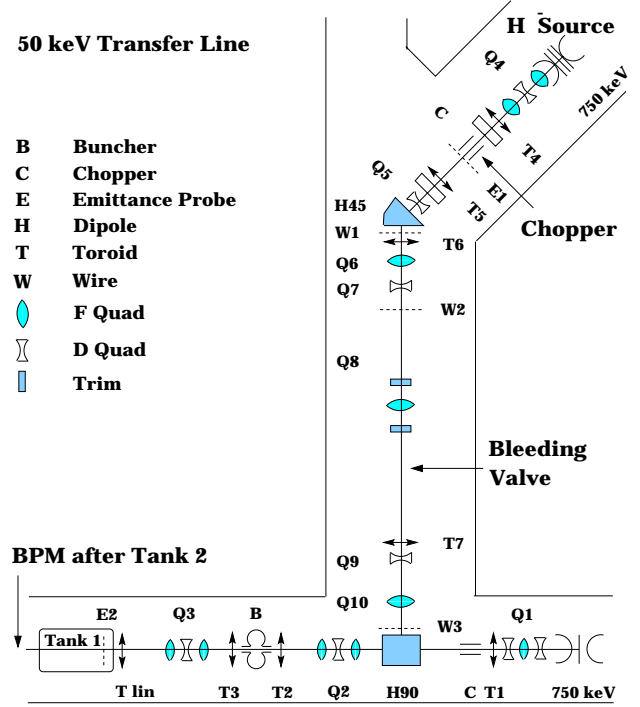 50 keV Transfer Line
H- Source
B Buncher
C Chopper
E Emittance Probe
H Dipole
T Toroid
W Wire
F Quad
D Quad
Trim
Q4
750 keV
C
T4
Q5
E1
T5
Chopper
H45
W1
T6
Q6
Q7
W2
Q8
Bleeding
Valve
T7
Q9
BPM after Tank 2
Q10
W3
E2
Q3
B
Q1
Tank 1
T lin
T3
T2
Q2
H90
C
T1
750 keV